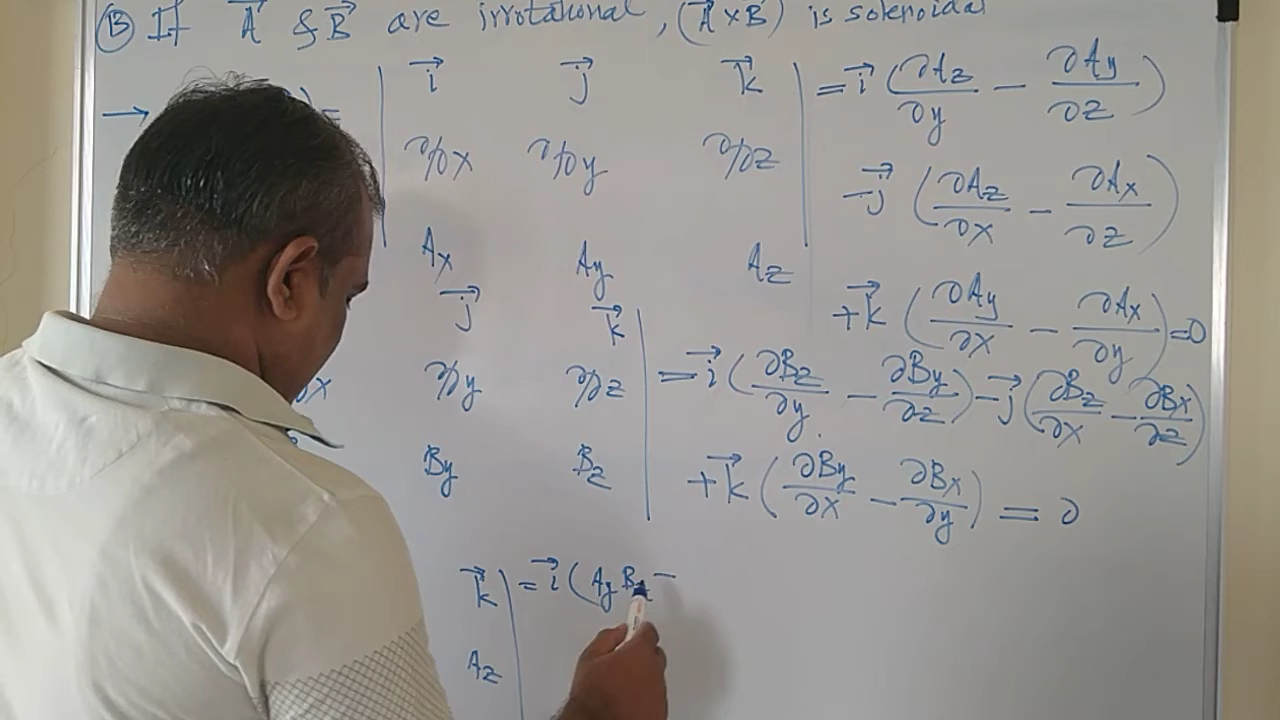 Ⓑ If A⃗ & B⃗ are irrotational, (A⃗ × B⃗) is solenoidal
→ ) = | i⃗ j⃗ k⃗ | = i⃗ (∂Az/∂y − ∂Ay/∂z)
∂/∂x ∂/∂y ∂/∂z −j⃗ (∂Az/∂x − ∂Ax/∂z)
Ax Ay Az +k⃗ (∂Ay/∂x − ∂Ax/∂y) = 0
j⃗ k⃗ | = i⃗ (∂Bz/∂y − ∂By/∂z) − j⃗ (∂Bz/∂x − ∂Bx/∂z)
∂x ∂/∂y ∂/∂z
By Bz +k⃗ (∂By/∂x − ∂Bx/∂y) = 0
k⃗ | = i⃗ (Ay B −
Az